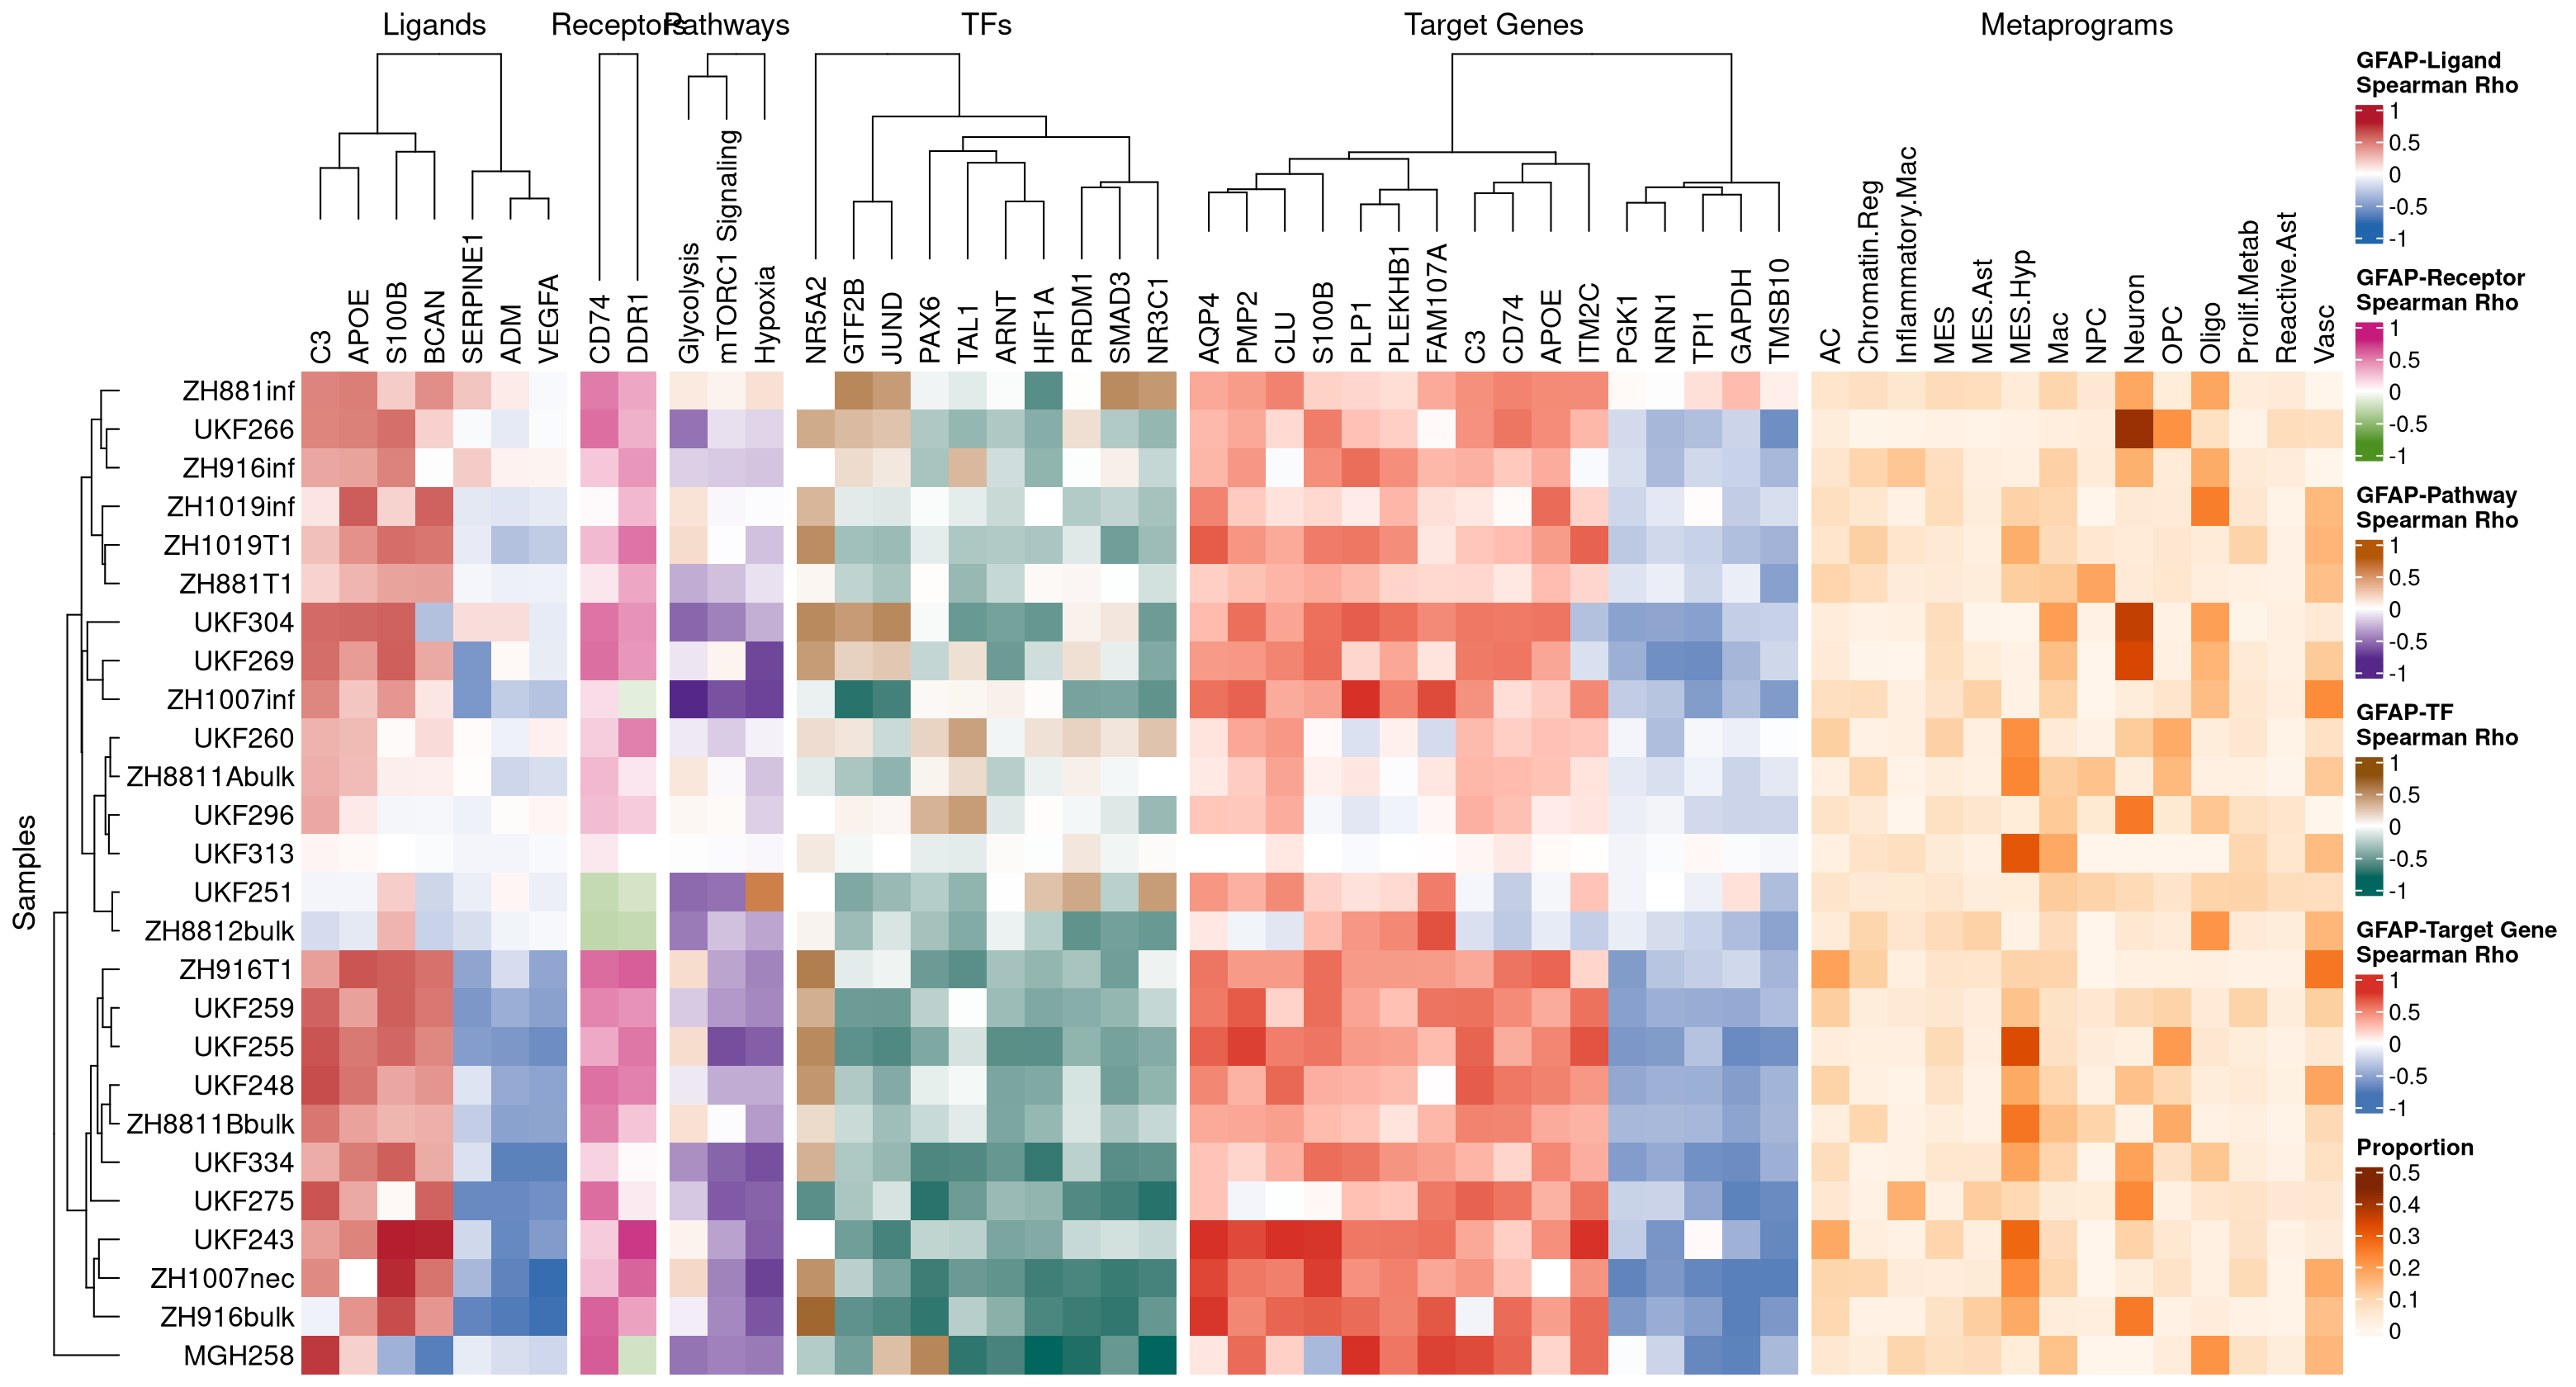 Ligands
Receptors
Pathways
TFs
Target Genes
Metaprograms
C3
APOE
S100B
BCAN
SERPINE1
ADM
VEGFA
CD74
DDR1
Glycolysis
mTORC1 Signaling
Hypoxia
NR5A2
GTF2B
JUND
PAX6
TAL1
ARNT
HIF1A
PRDM1
SMAD3
NR3C1
AQP4
PMP2
CLU
S100B
PLP1
PLEKHB1
FAM107A
C3
CD74
APOE
ITM2C
PGK1
NRN1
TPI1
GAPDH
TMSB10
AC
Chromatin.Reg
Inflammatory.Mac
MES
MES.Ast
MES.Hyp
Mac
NPC
Neuron
OPC
Oligo
Prolif.Metab
Reactive.Ast
Vasc
Samples
ZH881inf
UKF266
ZH916inf
ZH1019inf
ZH1019T1
ZH881T1
UKF304
UKF269
ZH1007inf
UKF260
ZH8811Abulk
UKF296
UKF313
UKF251
ZH8812bulk
ZH916T1
UKF259
UKF255
UKF248
ZH8811Bbulk
UKF334
UKF275
UKF243
ZH1007nec
ZH916bulk
MGH258
GFAP-Ligand
Spearman Rho
1
0.5
0
-0.5
-1
GFAP-Receptor
Spearman Rho
1
0.5
0
-0.5
-1
GFAP-Pathway
Spearman Rho
1
0.5
0
-0.5
-1
GFAP-TF
Spearman Rho
1
0.5
0
-0.5
-1
GFAP-Target Gene
Spearman Rho
1
0.5
0
-0.5
-1
Proportion
0.5
0.4
0.3
0.2
0.1
0